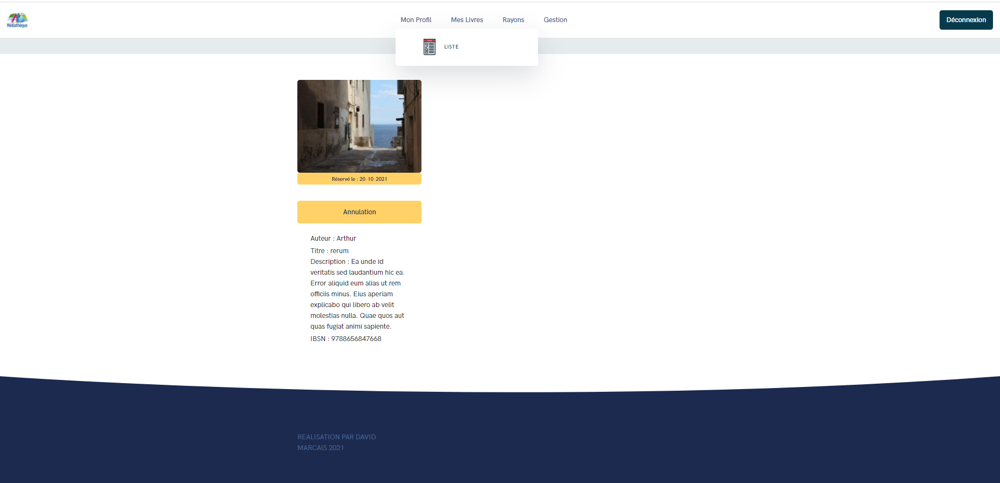 Médiathèque
Mon Profil
Mes Livres
Rayons
Gestion
Déconnexion
LISTE
Réservé le : 20-10-2021
Annulation
Auteur : Arthur
Titre : rerum
Description : Ea unde id
veritatis sed laudantium hic ea.
Error aliquid eum alias ut rem
officiis minus. Eius aperiam
explicabo qui libero ab velit
molestias nulla. Quae quos aut
quas fugiat animi sapiente.
IBSN : 9788656847668
REALISATION PAR DAVID
MARCAIS 2021